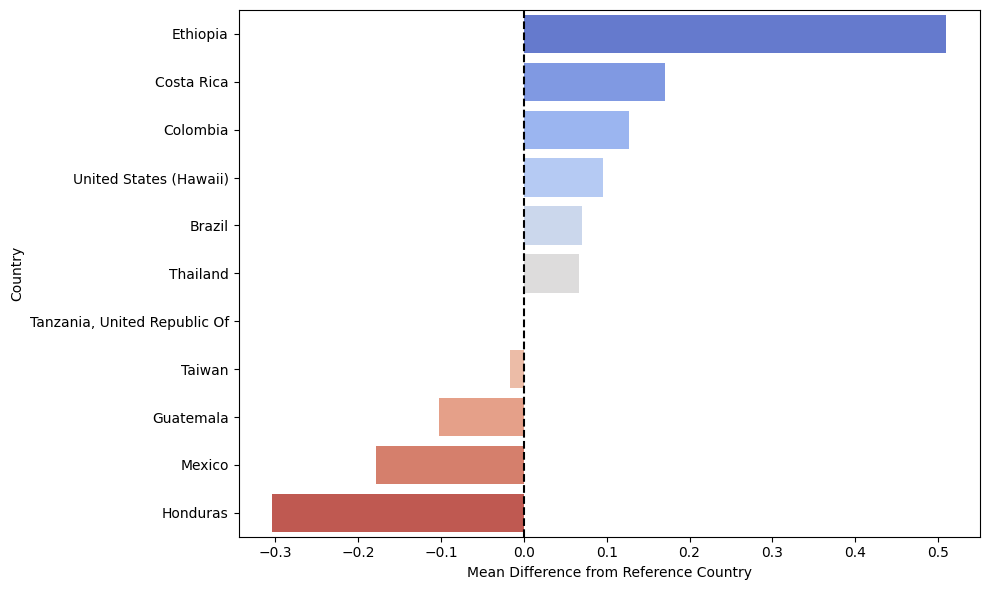 Ethiopia
Costa Rica
Colombia
United States (Hawaii)
Brazil
Thailand
Tanzania, United Republic Of
Taiwan
Guatemala
Mexico
Honduras
Country
−0.3 −0.2 −0.1 0.0 0.1 0.2 0.3 0.4 0.5
Mean Difference from Reference Country